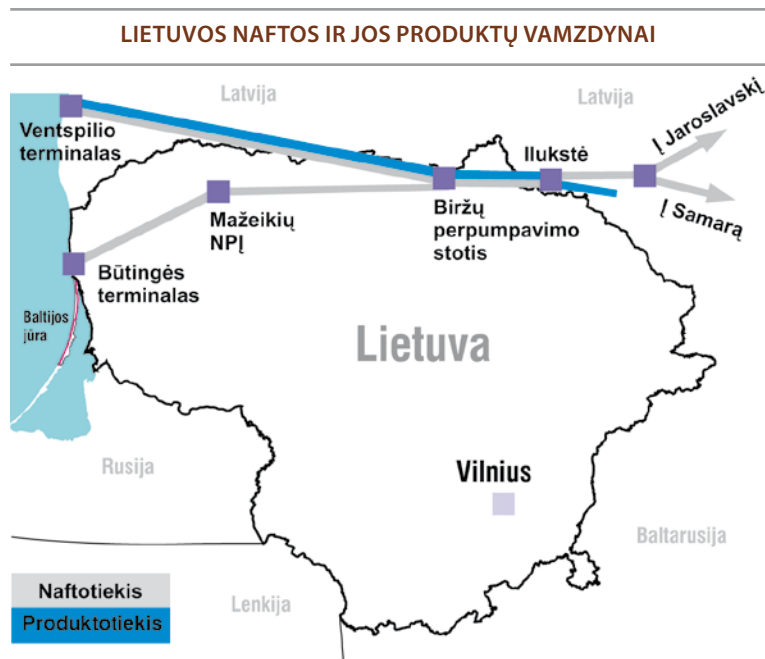 LIETUVOS NAFTOS IR JOS PRODUKTŲ VAMZDYNAI
Latvija
Latvija
Į Jaroslavskį
Ventspilio
terminalas
Ilukstė
Į Samarą
Mažeikių
NPĮ
Biržų
perpumpavimo
stotis
Būtingės
terminalas
Baltijos
jūra
Lietuva
Rusija
Vilnius
Baltarusija
Lenkija
Naftotiekis
Produktotiekis